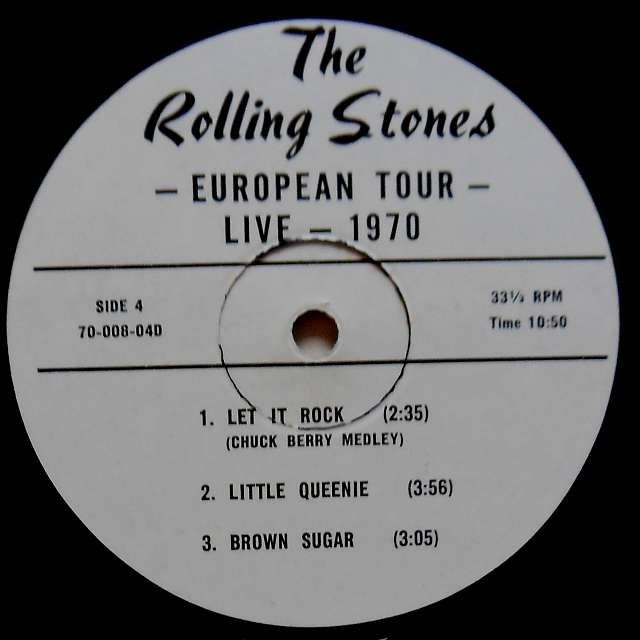 The
Rolling Stones
— EUROPEAN TOUR —
LIVE — 1970
SIDE 4
70-008-04D
33⅓ RPM
Time 10:50
1. LET IT ROCK (2:35)
(CHUCK BERRY MEDLEY)
2. LITTLE QUEENIE (3:56)
3. BROWN SUGAR (3:05)